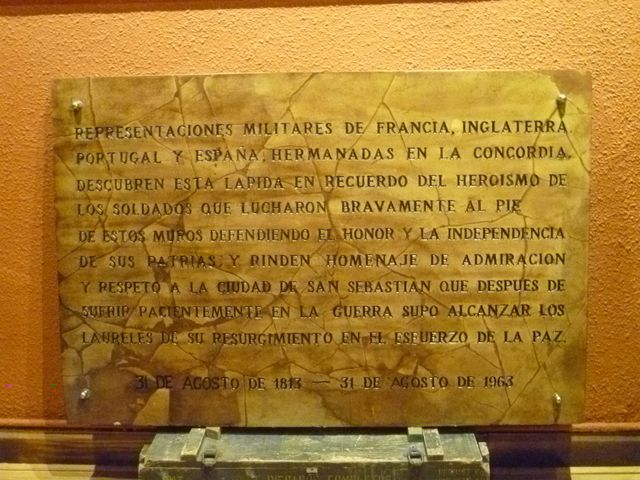 REPRESENTACIONES MILITARES DE FRANCIA, INGLATERRA.
PORTUGAL Y ESPAÑA, HERMANADAS EN LA CONCORDIA.
DESCUBREN ESTA LAPIDA EN RECUERDO DEL HEROISMO DE
LOS SOLDADOS QUE LUCHARON BRAVAMENTE AL PIE
DE ESTOS MUROS DEFENDIENDO EL HONOR Y LA INDEPENDENCIA
DE SUS PATRIAS; Y RINDEN HOMENAJE DE ADMIRACION
Y RESPETO A LA CIUDAD DE SAN SEBASTIAN QUE DESPUES DE
SUFRIR PACIENTEMENTE EN LA GUERRA SUPO ALCANZAR LOS
LAURELES DE SU RESURGIMIENTO EN EL ESFUERZO DE LA PAZ.
31 DE AGOSTO DE 1813 — 31 DE AGOSTO DE 1963